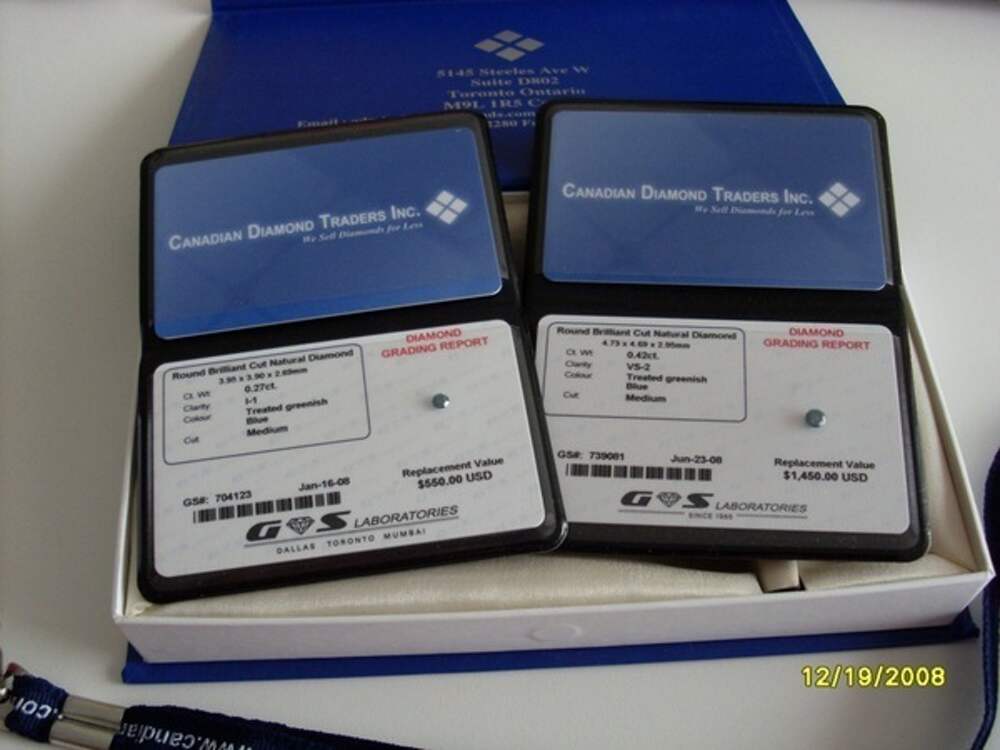 5145 Steeles Ave W
Suite D802
Toronto Ontario
M9L 1R5
Email :
CANADIAN DIAMOND TRADERS INC.
We Sell Diamonds for Less
Round Brilliant Cut Natural Diamond
3.95 x 3.90 x 2.69mm
Ct. Wt 0.27ct.
Clarity I-1
Colour Treated greenish
Blue
Cut Medium
DIAMOND
GRADING REPORT
Replacement Value
$550.00 USD
GS#: 704123 Jan-16-08
G S LABORATORIES
DALLAS TORONTO MUMBAI
CANADIAN DIAMOND TRADERS INC.
We Sell Diamonds for Less
Round Brilliant Cut Natural Diamond
4.73 x 4.69 x 2.95mm
Ct. Wt 0.42ct.
Clarity VS-2
Colour Treated greenish
Blue
Cut Medium
DIAMOND
GRADING REPORT
Replacement Value
$1,450.00 USD
GS#: 739081 Jun-23-08
G S LABORATORIES
SINCE 1985
12/19/2008